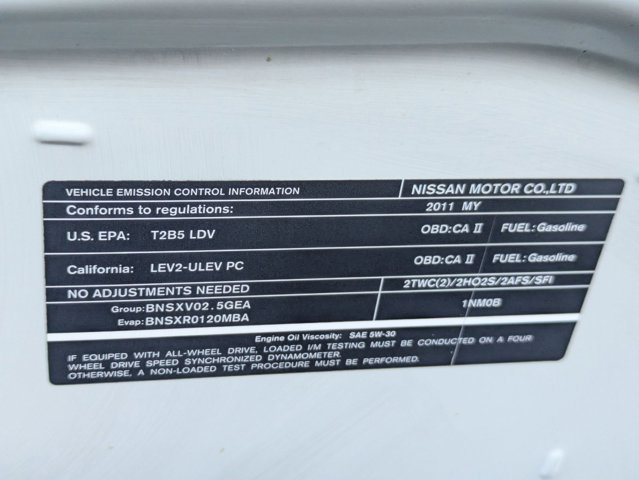 VEHICLE EMISSION CONTROL INFORMATION NISSAN MOTOR CO.,LTD
Conforms to regulations: 2011 MY
U.S. EPA: T2B5 LDV OBD:CA II FUEL: Gasoline
California: LEV2-ULEV PC OBD:CA II FUEL: Gasoline
NO ADJUSTMENTS NEEDED 2TWC(2)/2HO2S/2AFS/SFI
Group:BNSXV02.5GEA 1NM0B
Evap:BNSXR0120MBA
Engine Oil Viscosity: SAE 5W-30
IF EQUIPPED WITH ALL-WHEEL DRIVE, LOADED I/M TESTING MUST BE CONDUCTED ON A FOUR
WHEEL DRIVE SPEED SYNCHRONIZED DYNAMOMETER.
OTHERWISE, A NON-LOADED TEST PROCEDURE MUST BE PERFORMED.